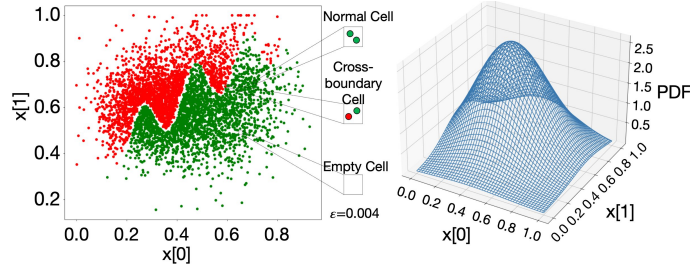 1.0
0.8
0.6
0.4
0.2
x[1]
0.0
0.2
0.4
0.6
0.8
x[0]
Normal Cell
Cross-
boundary
Cell
Empty Cell
ε=0.004
2.5
2.0
1.5
1.0
0.5
PDF
0.0
0.2
0.4
0.6
0.8
1.0
x[0]
0.0
0.2
0.4
0.6
0.8
1.0
x[1]